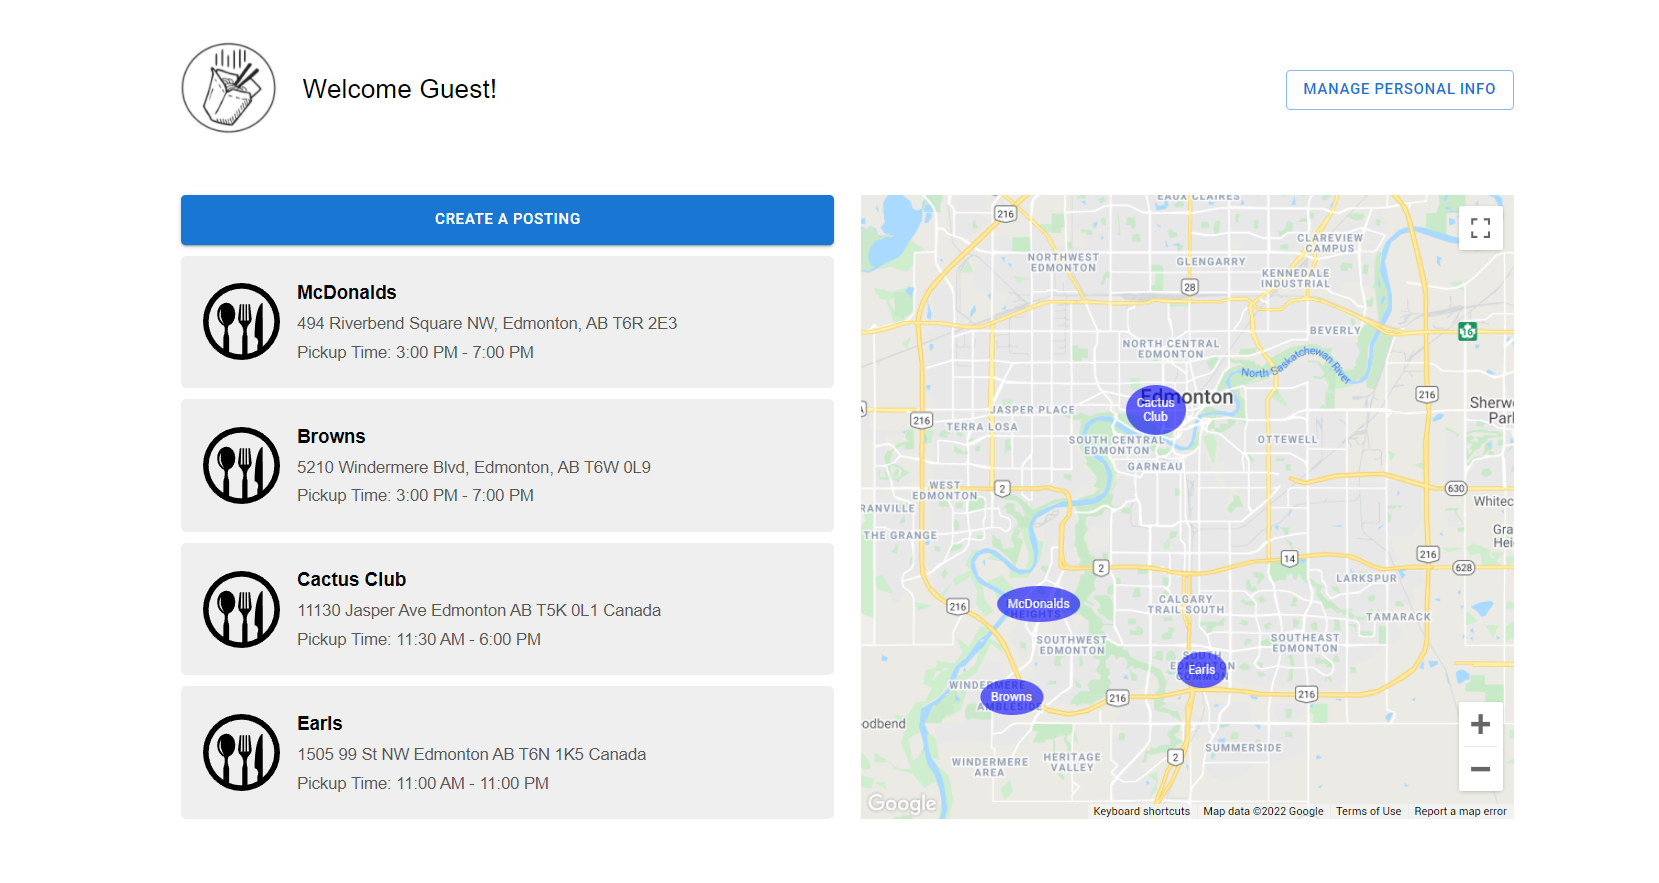 Welcome Guest!
MANAGE PERSONAL INFO
CREATE A POSTING
McDonalds
494 Riverbend Square NW, Edmonton, AB T6R 2E3
Pickup Time: 3:00 PM - 7:00 PM
Browns
5210 Windermere Blvd, Edmonton, AB T6W 0L9
Pickup Time: 3:00 PM - 7:00 PM
Cactus Club
11130 Jasper Ave Edmonton AB T5K 0L1 Canada
Pickup Time: 11:30 AM - 6:00 PM
Earls
1505 99 St NW Edmonton AB T6N 1K5 Canada
Pickup Time: 11:00 AM - 11:00 PM
EAUX CLAIRES
216
CLAREVIEW
CAMPUS
NORTHWEST
EDMONTON
GLENGARRY
KENNEDALE
INDUSTRIAL
28
BEVERLY
16
NORTH CENTRAL
EDMONTON
North Saskatchewan River
Edmonton
Cactus
Club
216
Sherw
Park
JASPER PLACE
216
TERRA LOSA
SOUTH CENTRAL
EDMONTON
OTTEWELL
GARNEAU
WEST
EDMONTON
2
630
Whitec
RANVILLE
THE GRANGE
Gra
Hei
14
216
2
628
LARKSPUR
McDonalds
HEIGHTS
216
CALGARY
TRAIL SOUTH
TAMARACK
SOUTHWEST
EDMONTON
SOUTHEAST
EDMONTON
SOUTH
EDMONTON
COMMON
Earls
WINDERMERE
Browns
AMBLESIDE
216
216
odbend
SUMMERSIDE
2
HERITAGE
VALLEY
WINDERMERE
AREA
Google
Keyboard shortcuts
Map data ©2022 Google
Terms of Use
Report a map error